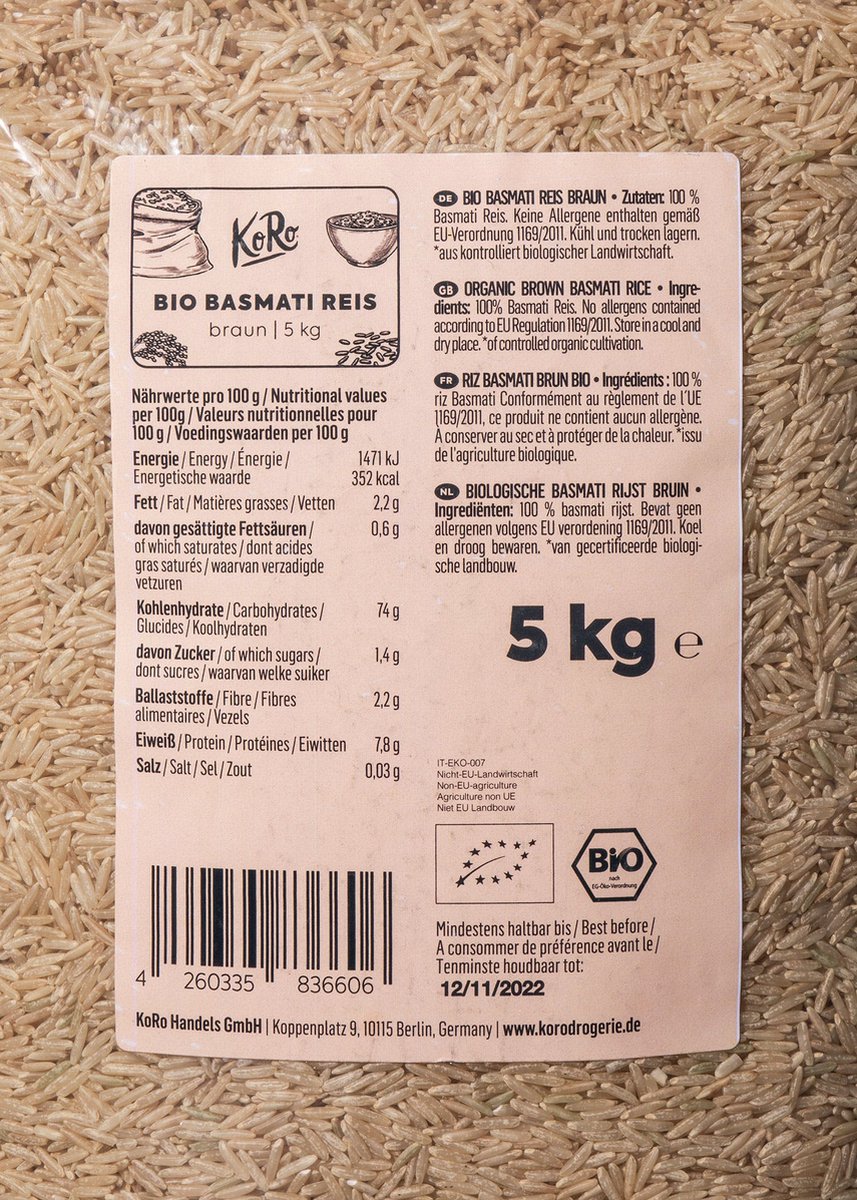 KoRo
BIO BASMATI REIS
braun | 5 kg
Nährwerte pro 100 g / Nutritional values
per 100g / Valeurs nutritionnelles pour
100 g / Voedingswaarden per 100 g
Energie / Energy / Énergie / 1471 kJ
Energetische waarde 352 kcal
Fett / Fat / Matières grasses / Vetten 2,2 g
davon gesättigte Fettsäuren / 0,6 g
of which saturates / dont acides
gras saturés / waarvan verzadigde
vetzuren
Kohlenhydrate / Carbohydrates / 74 g
Glucides / Koolhydraten
davon Zucker / of which sugars / 1,4 g
dont sucres / waarvan welke suiker
Ballaststoffe / Fibre / Fibres 2,2 g
alimentaires / Vezels
Eiweiß / Protein / Protéines / Eiwitten 7,8 g
Salz / Salt / Sel / Zout 0,03 g
4 260335 836606
DE BIO BASMATI REIS BRAUN • Zutaten: 100 %
Basmati Reis. Keine Allergene enthalten gemäß
EU-Verordnung 1169/2011. Kühl und trocken lagern.
*aus kontrolliert biologischer Landwirtschaft.
GB ORGANIC BROWN BASMATI RICE • Ingre-
dients: 100% Basmati Reis. No allergens contained
according to EU Regulation 1169/2011. Store in a cool and
dry place. *of controlled organic cultivation.
FR RIZ BASMATI BRUN BIO • Ingrédients : 100 %
riz Basmati Conformément au règlement de l´UE
1169/2011, ce produit ne contient aucun allergène.
À conserver au sec et à protéger de la chaleur. *issu
de l'agriculture biologique.
NL BIOLOGISCHE BASMATI RIJST BRUIN •
Ingrediënten: 100 % basmati rijst. Bevat geen
allergenen volgens EU verordening 1169/2011. Koel
en droog bewaren. *van gecertificeerde biologi-
sche landbouw.
5 kg e
IT-EKO-007
Nicht-EU-Landwirtschaft
Non-EU-agriculture
Agriculture non UE
Niet EU Landbouw
Bio
nach
EG-Öko-Verordnung
Mindestens haltbar bis / Best before /
A consommer de préférence avant le /
Tenminste houdbaar tot:
12/11/2022
KoRo Handels GmbH | Koppenplatz 9, 10115 Berlin, Germany | www.korodrogerie.de